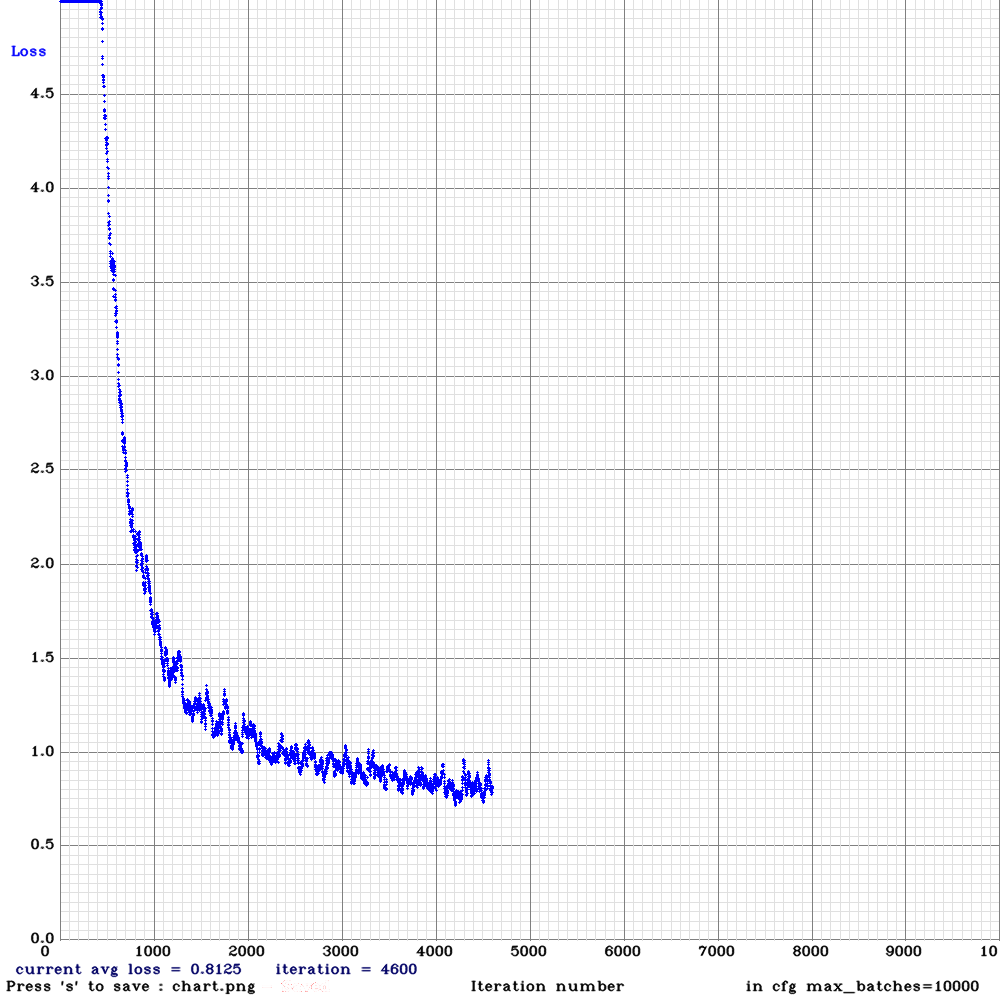 Loss
4.5
4.0
3.5
3.0
2.5
2.0
1.5
1.0
0.5
0.0
0 1000 2000 3000 4000 5000 6000 7000 8000 9000 10
current avg loss = 0.8125 iteration = 4600
Press 's' to save : chart.png Iteration number in cfg max_batches=10000